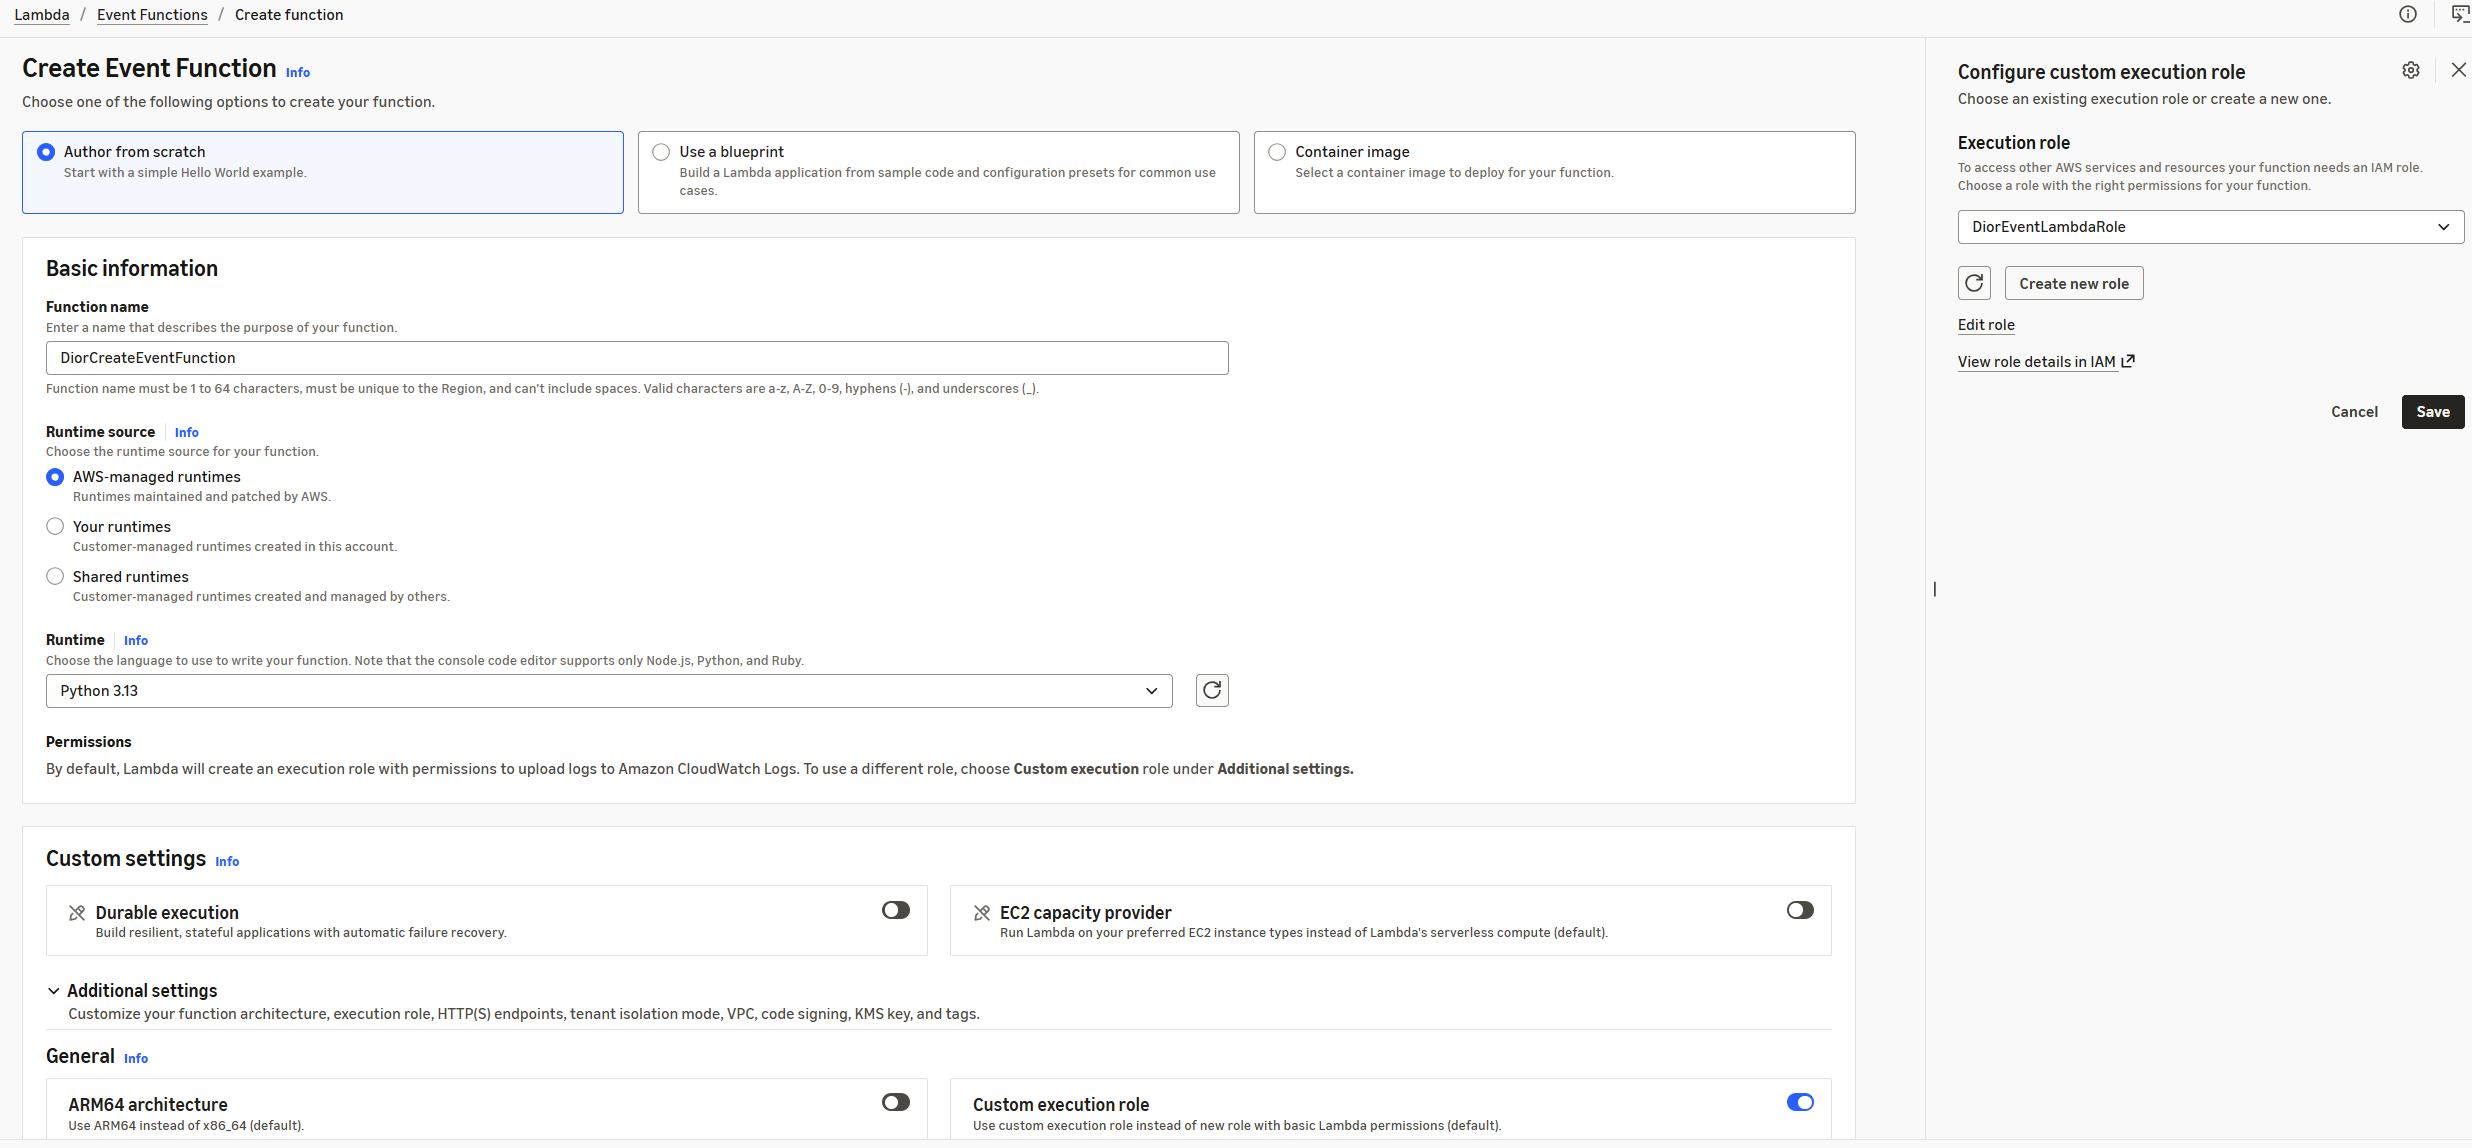 Lambda / Event Functions / Create function
Create Event Function Info
Choose one of the following options to create your function.
Author from scratch
Start with a simple Hello World example.
Use a blueprint
Build a Lambda application from sample code and configuration presets for common use
cases.
Container image
Select a container image to deploy for your function.
Basic information
Function name
Enter a name that describes the purpose of your function.
DiorCreateEventFunction
Function name must be 1 to 64 characters, must be unique to the Region, and can't include spaces. Valid characters are a-z, A-Z, 0-9, hyphens (-), and underscores (_).
Runtime source Info
Choose the runtime source for your function.
AWS-managed runtimes
Runtimes maintained and patched by AWS.
Your runtimes
Customer-managed runtimes created in this account.
Shared runtimes
Customer-managed runtimes created and managed by others.
Runtime Info
Choose the language to use to write your function. Note that the console code editor supports only Node.js, Python, and Ruby.
Python 3.13
Permissions
By default, Lambda will create an execution role with permissions to upload logs to Amazon CloudWatch Logs. To use a different role, choose Custom execution role under Additional settings.
Custom settings Info
Durable execution
Build resilient, stateful applications with automatic failure recovery.
EC2 capacity provider
Run Lambda on your preferred EC2 instance types instead of Lambda's serverless compute (default).
Additional settings
Customize your function architecture, execution role, HTTP(S) endpoints, tenant isolation mode, VPC, code signing, KMS key, and tags.
General Info
ARM64 architecture
Use ARM64 instead of x86_64 (default).
Custom execution role
Use custom execution role instead of new role with basic Lambda permissions (default).
Configure custom execution role
Choose an existing execution role or create a new one.
Execution role
To access other AWS services and resources your function needs an IAM role.
Choose a role with the right permissions for your function.
DiorEventLambdaRole
Create new role
Edit role
View role details in IAM
Cancel Save